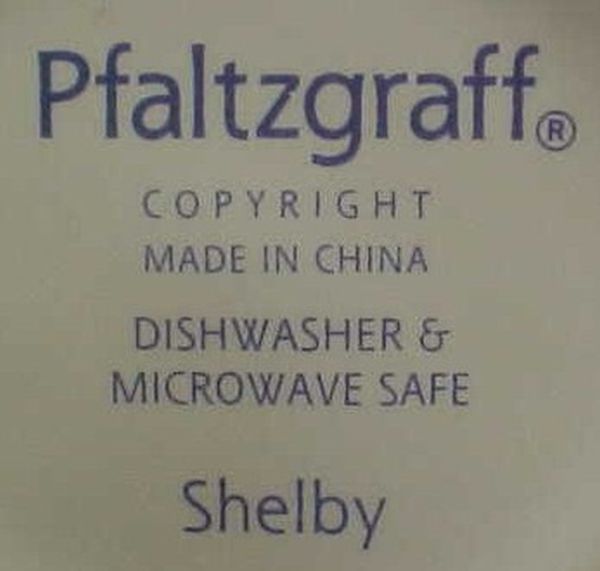 Pfaltzgraff®
COPYRIGHT
MADE IN CHINA
DISHWASHER &
MICROWAVE SAFE
Shelby